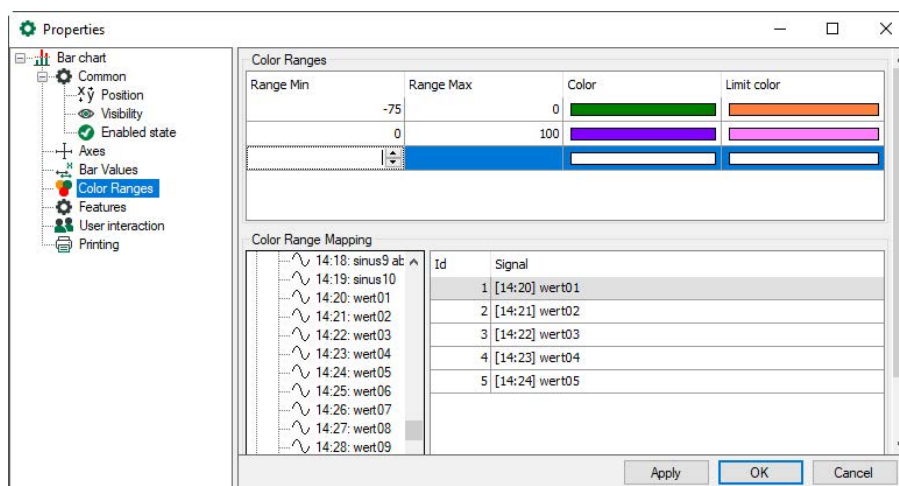 Properties
Bar chart
Common
Position
Visibility
Enabled state
Axes
Bar Values
Color Ranges
Features
User interaction
Printing
Color Ranges
Range Min Range Max Color Limit color
-75 0
0 100
Color Range Mapping
14:18: sinus9 ab
14:19: sinus10
14:20: wert01
14:21: wert02
14:22: wert03
14:23: wert04
14:24: wert05
14:25: wert06
14:26: wert07
14:27: wert08
14:28: wert09
Id Signal
1 [14:20] wert01
2 [14:21] wert02
3 [14:22] wert03
4 [14:23] wert04
5 [14:24] wert05
Apply OK Cancel